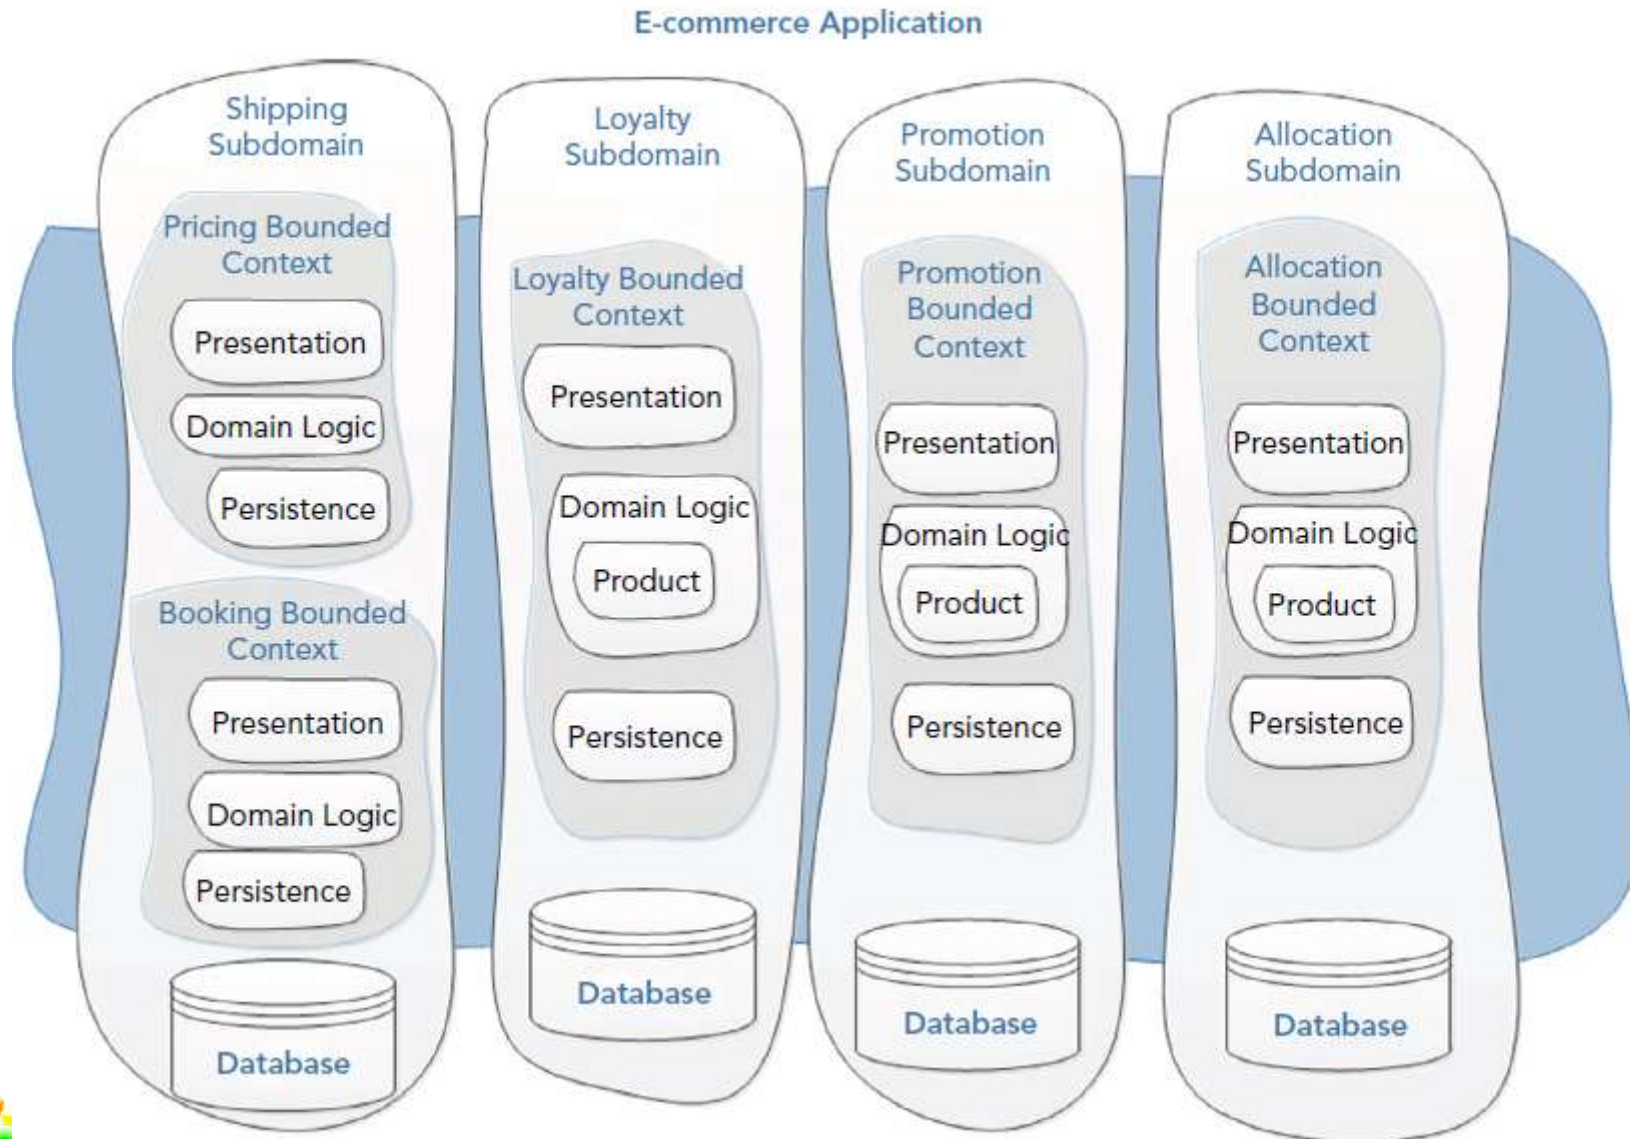 E-commerce Application
Shipping
Subdomain
Pricing Bounded
Context
Presentation
Domain Logic
Persistence
Booking Bounded
Context
Presentation
Domain Logic
Persistence
Database
Loyalty
Subdomain
Loyalty Bounded
Context
Presentation
Domain Logic
Product
Persistence
Database
Promotion
Subdomain
Promotion
Bounded
Context
Presentation
Domain Logic
Product
Persistence
Database
Allocation
Subdomain
Allocation
Bounded
Context
Presentation
Domain Logic
Product
Persistence
Database